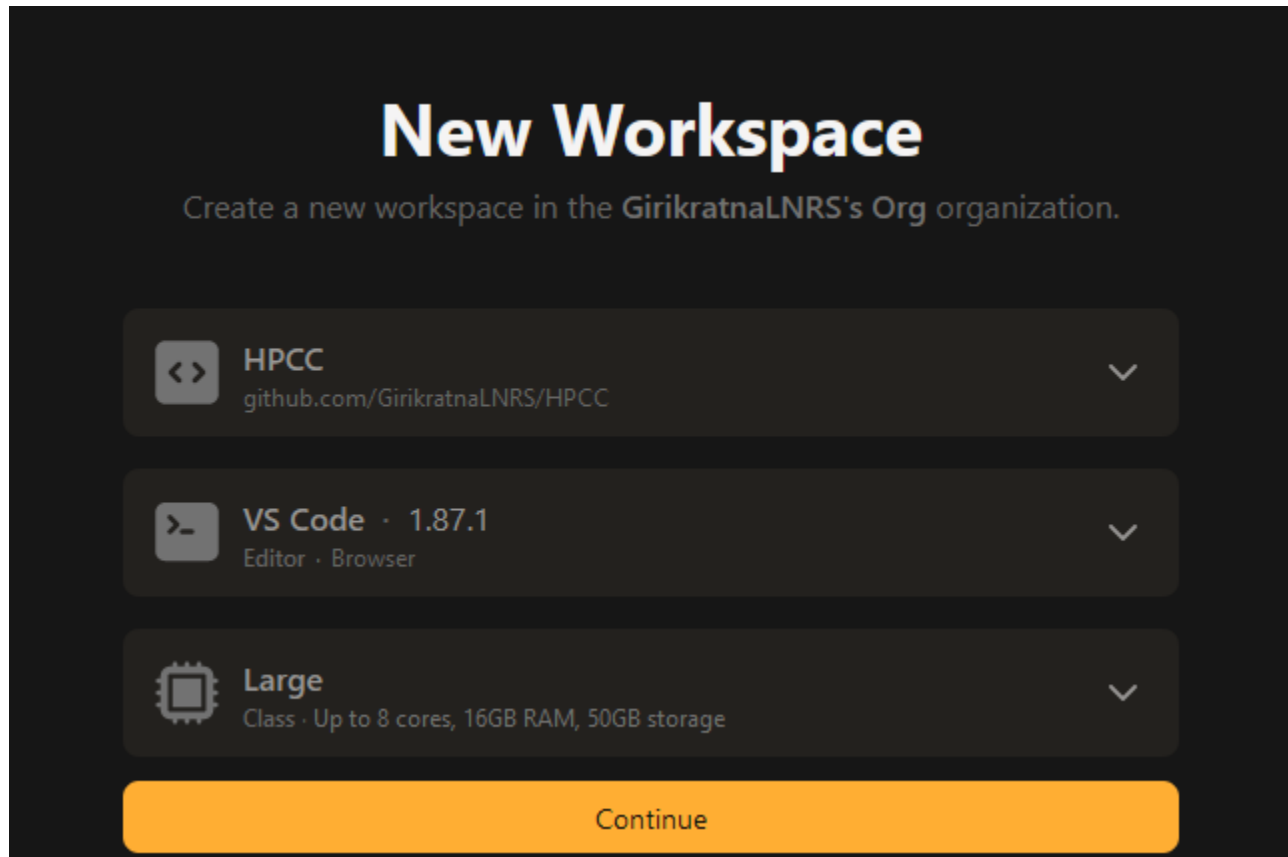 New Workspace
Create a new workspace in the GirikratnaLNRS's Org organization.
HPCC
github.com/GirikratnaLNRS/HPCC
VS Code · 1.87.1
Editor · Browser
Large
Class · Up to 8 cores, 16GB RAM, 50GB storage
Continue